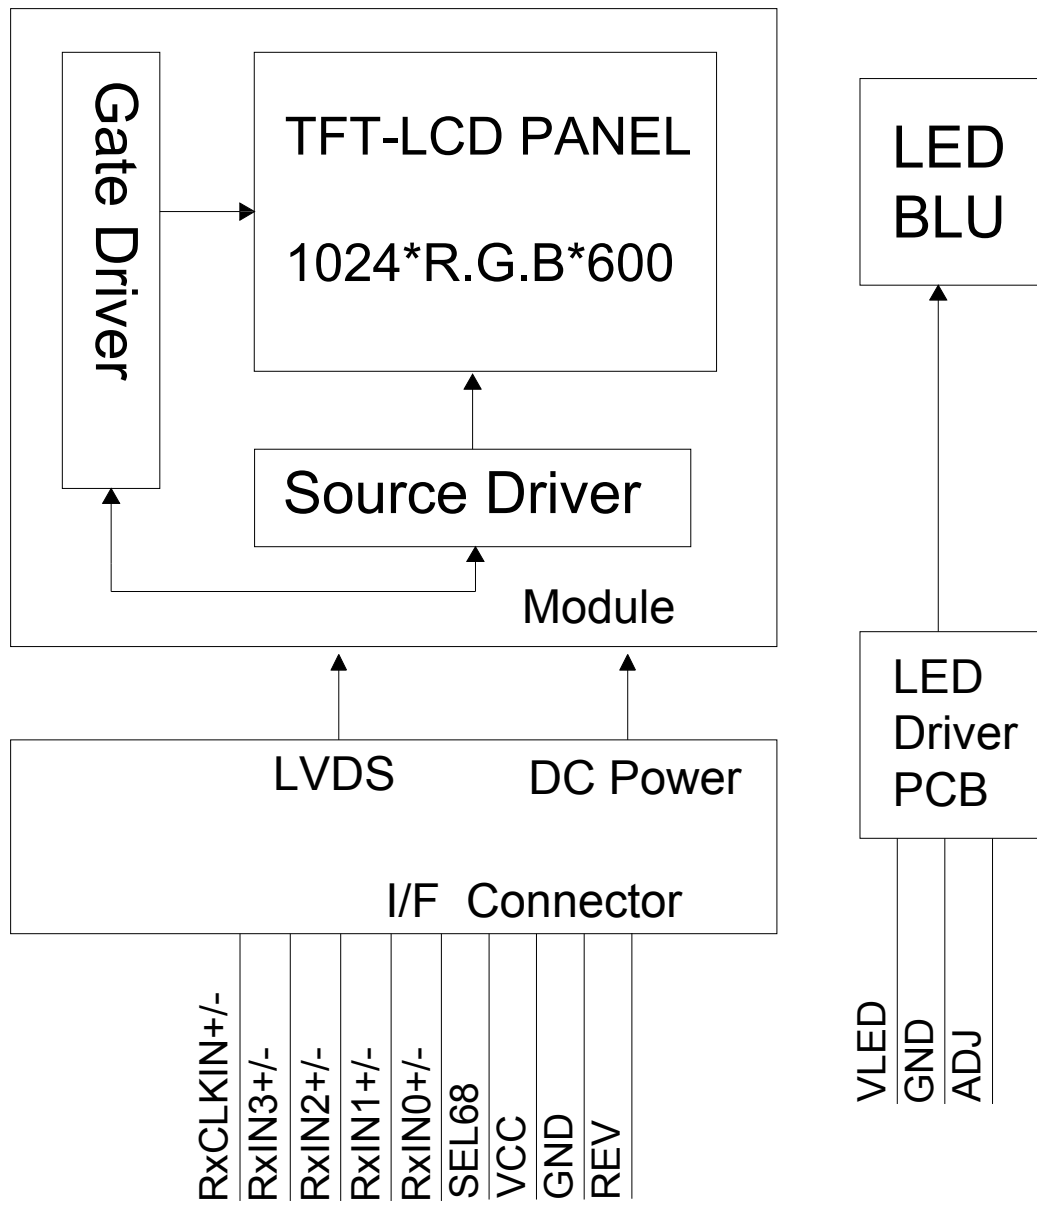 Gate Driver
TFT-LCD PANEL
1024*R.G.B*600
Source Driver
Module
LED
BLU
LVDS
DC Power
I/F Connector
LED
Driver
PCB
RxCLKIN+/-
RxIN3+/-
RxIN2+/-
RxIN1+/-
RxIN0+/-
SEL68
VCC
GND
REV
VLED
GND
ADJ